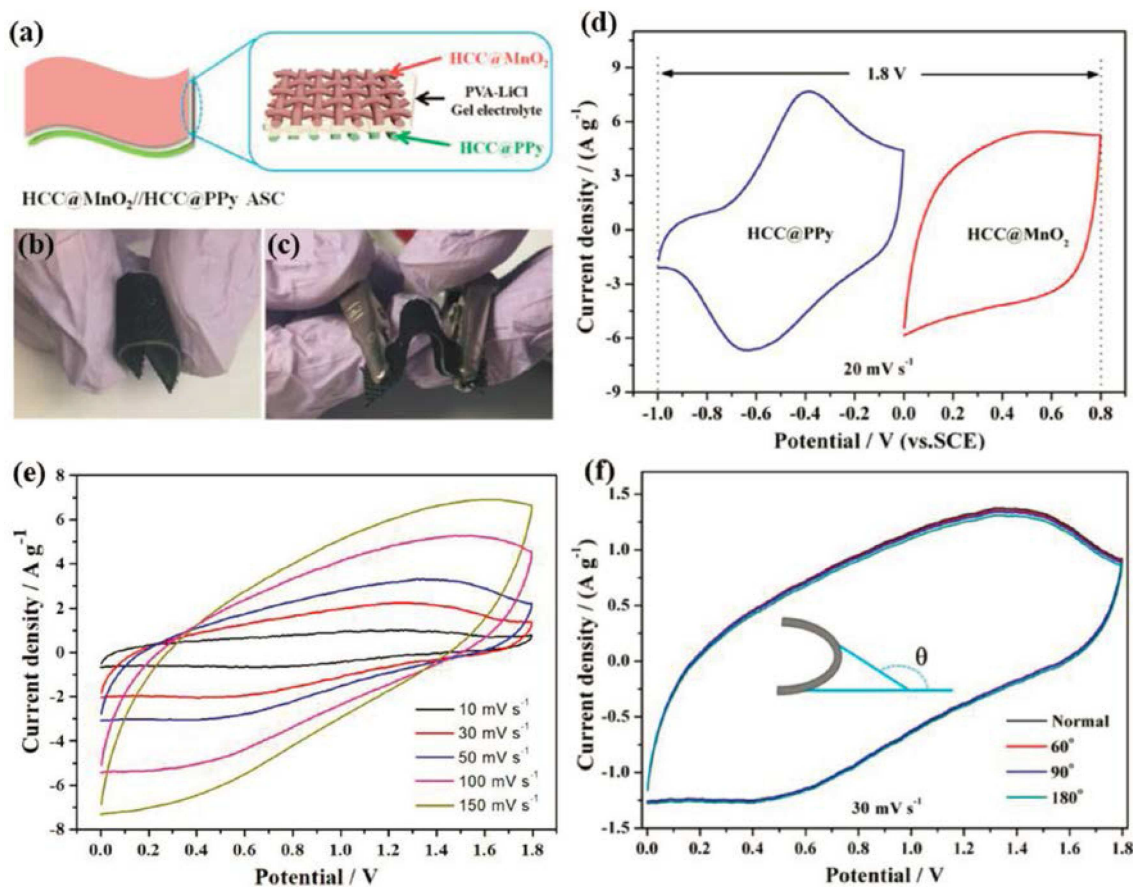 (a)
HCC@MnO₂
PVA-LiCl
Gel electrolyte
HCC@PPy
HCC@MnO₂//HCC@PPy ASC
(b)
(c)
(d)
Current density / (A g⁻¹)
9
6
3
0
-3
-6
-9
1.8 V
HCC@PPy
HCC@MnO₂
20 mV s⁻¹
-1.0 -0.8 -0.6 -0.4 -0.2 0.0 0.2 0.4 0.6 0.8
Potential / V (vs.SCE)
(e)
Current density / A g⁻¹
8
6
4
2
0
-2
-4
-6
-8
10 mV s⁻¹
30 mV s⁻¹
50 mV s⁻¹
100 mV s⁻¹
150 mV s⁻¹
0.0 0.2 0.4 0.6 0.8 1.0 1.2 1.4 1.6 1.8
Potential / V
(f)
Current density / (A g⁻¹)
1.5
1.0
0.5
0.0
-0.5
-1.0
-1.5
θ
Normal
60°
90°
180°
30 mV s⁻¹
0.0 0.2 0.4 0.6 0.8 1.0 1.2 1.4 1.6 1.8
Potential / V